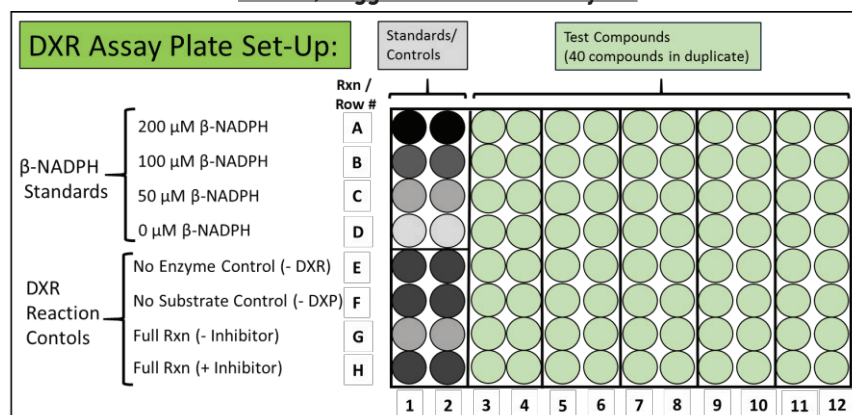 DXR Assay Plate Set-Up:
Standards/
Controls
Test Compounds
(40 compounds in duplicate)
Rxn /
Row #
β-NADPH
Standards
200 µM β-NADPH
A
100 µM β-NADPH
B
50 µM β-NADPH
C
0 µM β-NADPH
D
DXR
Reaction
Contols
No Enzyme Control (- DXR)
E
No Substrate Control (- DXP)
F
Full Rxn (- Inhibitor)
G
Full Rxn (+ Inhibitor)
H
1 2 3 4 5 6 7 8 9 10 11 12